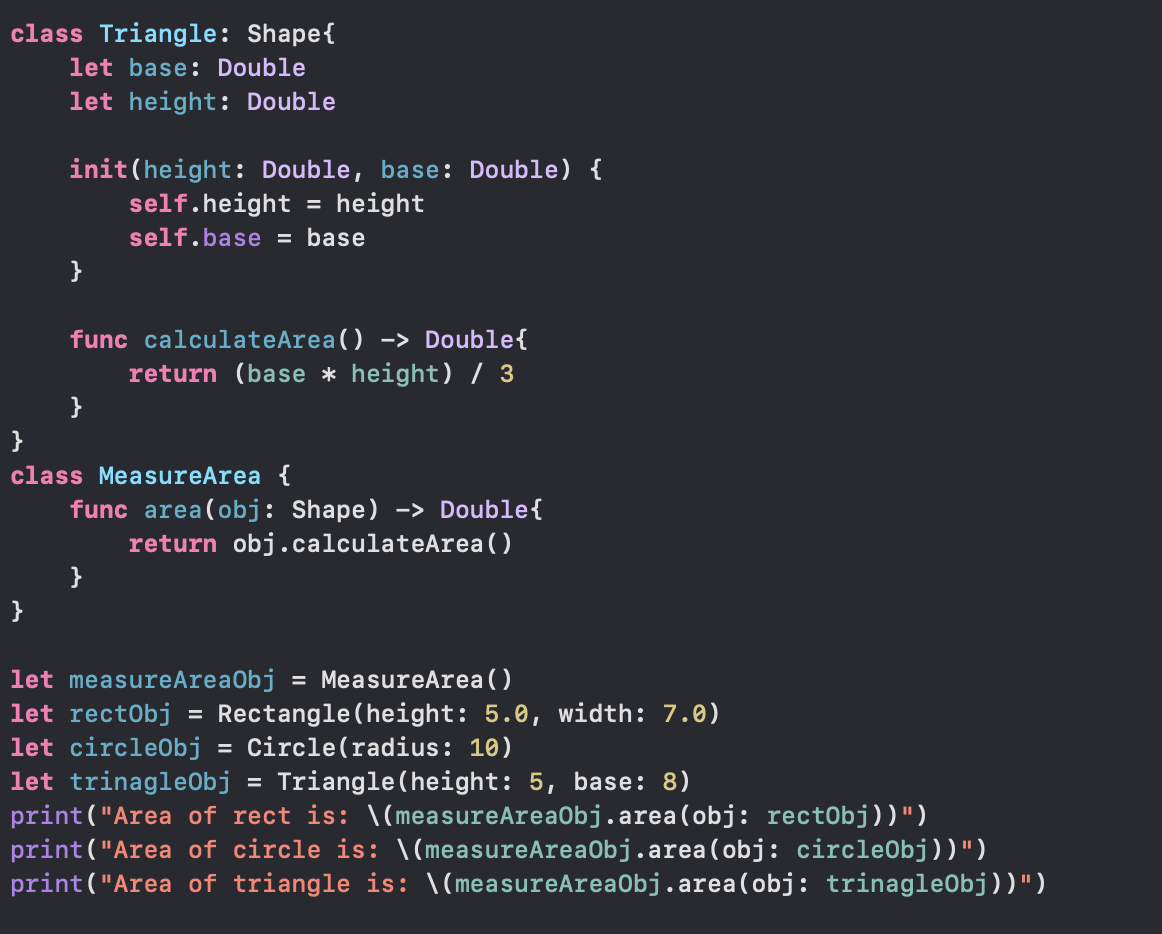 class Triangle: Shape{
    let base: Double
    let height: Double

    init(height: Double, base: Double) {
        self.height = height
        self.base = base
    }

    func calculateArea() -> Double{
        return (base * height) / 3
    }
}
class MeasureArea {
    func area(obj: Shape) -> Double{
        return obj.calculateArea()
    }
}

let measureAreaObj = MeasureArea()
let rectObj = Rectangle(height: 5.0, width: 7.0)
let circleObj = Circle(radius: 10)
let trinagleObj = Triangle(height: 5, base: 8)
print("Area of rect is: \(measureAreaObj.area(obj: rectObj))")
print("Area of circle is: \(measureAreaObj.area(obj: circleObj))")
print("Area of triangle is: \(measureAreaObj.area(obj: trinagleObj))")